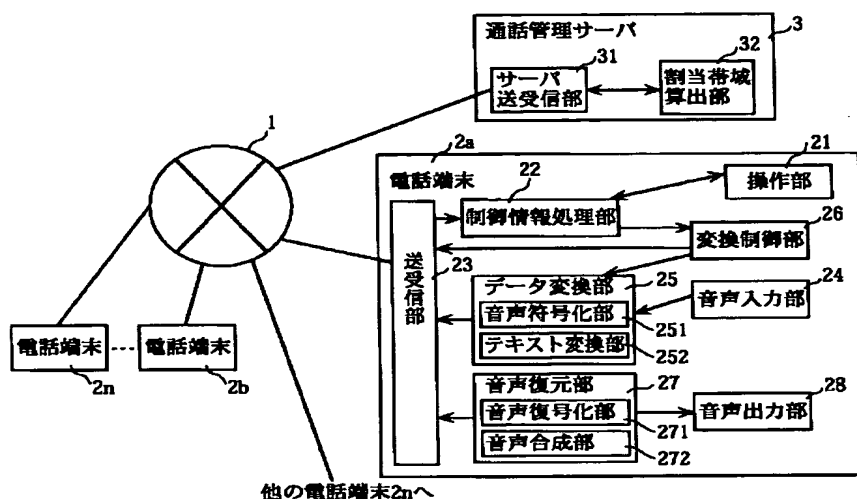 通話管理サーバ
3
31
32
サーバ
送受信部
割当帯域
算出部
1
2a
電話端末
22
21
操作部
制御情報処理部
26
変換制御部
送受信部
23
データ変換部
25
24
音声入力部
音声符号化部
251
テキスト変換部
252
電話端末
電話端末
2n
2b
音声復元部
27
28
音声復号化部
271
音声出力部
音声合成部
272
他の電話端末2nへ